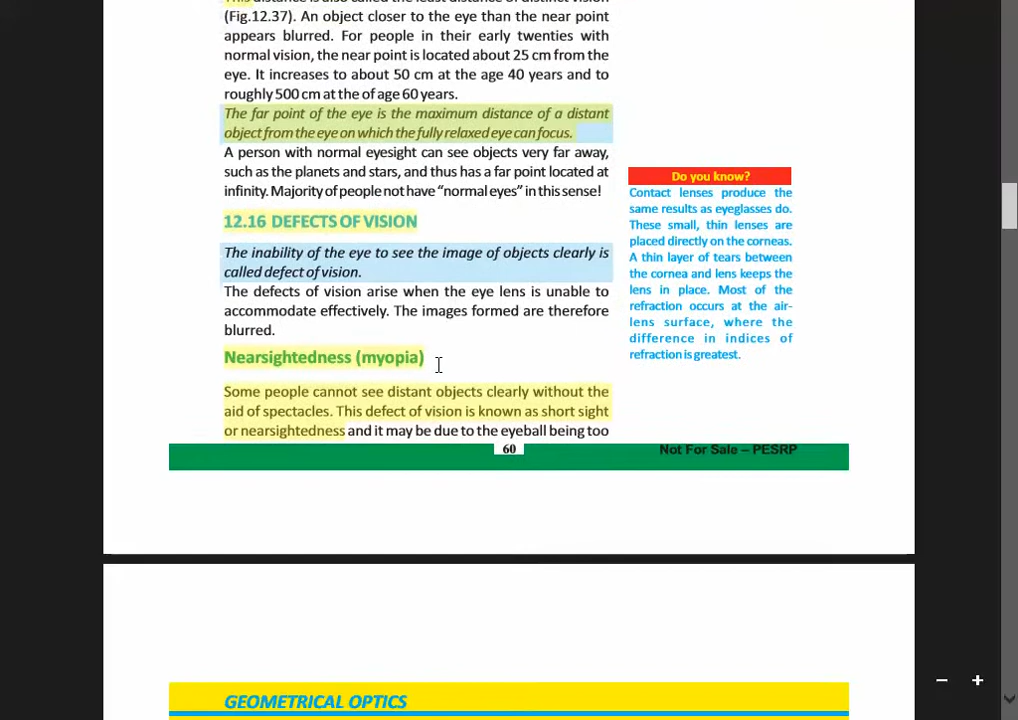 This distance is also called the least distance of distinct vision
(Fig.12.37). An object closer to the eye than the near point
appears blurred. For people in their early twenties with
normal vision, the near point is located about 25 cm from the
eye. It increases to about 50 cm at the age 40 years and to
roughly 500 cm at the of age 60 years.
The far point of the eye is the maximum distance of a distant
object from the eye on which the fully relaxed eye can focus.
A person with normal eyesight can see objects very far away,
such as the planets and stars, and thus has a far point located at
infinity. Majority of people not have “normal eyes” in this sense!
12.16 DEFECTS OF VISION
The inability of the eye to see the image of objects clearly is
called defect of vision.
The defects of vision arise when the eye lens is unable to
accommodate effectively. The images formed are therefore
blurred.
Nearsightedness (myopia)
Some people cannot see distant objects clearly without the
aid of spectacles. This defect of vision is known as short sight
or nearsightedness and it may be due to the eyeball being too
Do you know?
Contact lenses produce the
same results as eyeglasses do.
These small, thin lenses are
placed directly on the corneas.
A thin layer of tears between
the cornea and lens keeps the
lens in place. Most of the
refraction occurs at the air-
lens surface, where the
difference in indices of
refraction is greatest.
60
Not For Sale – PESRP
GEOMETRICAL OPTICS